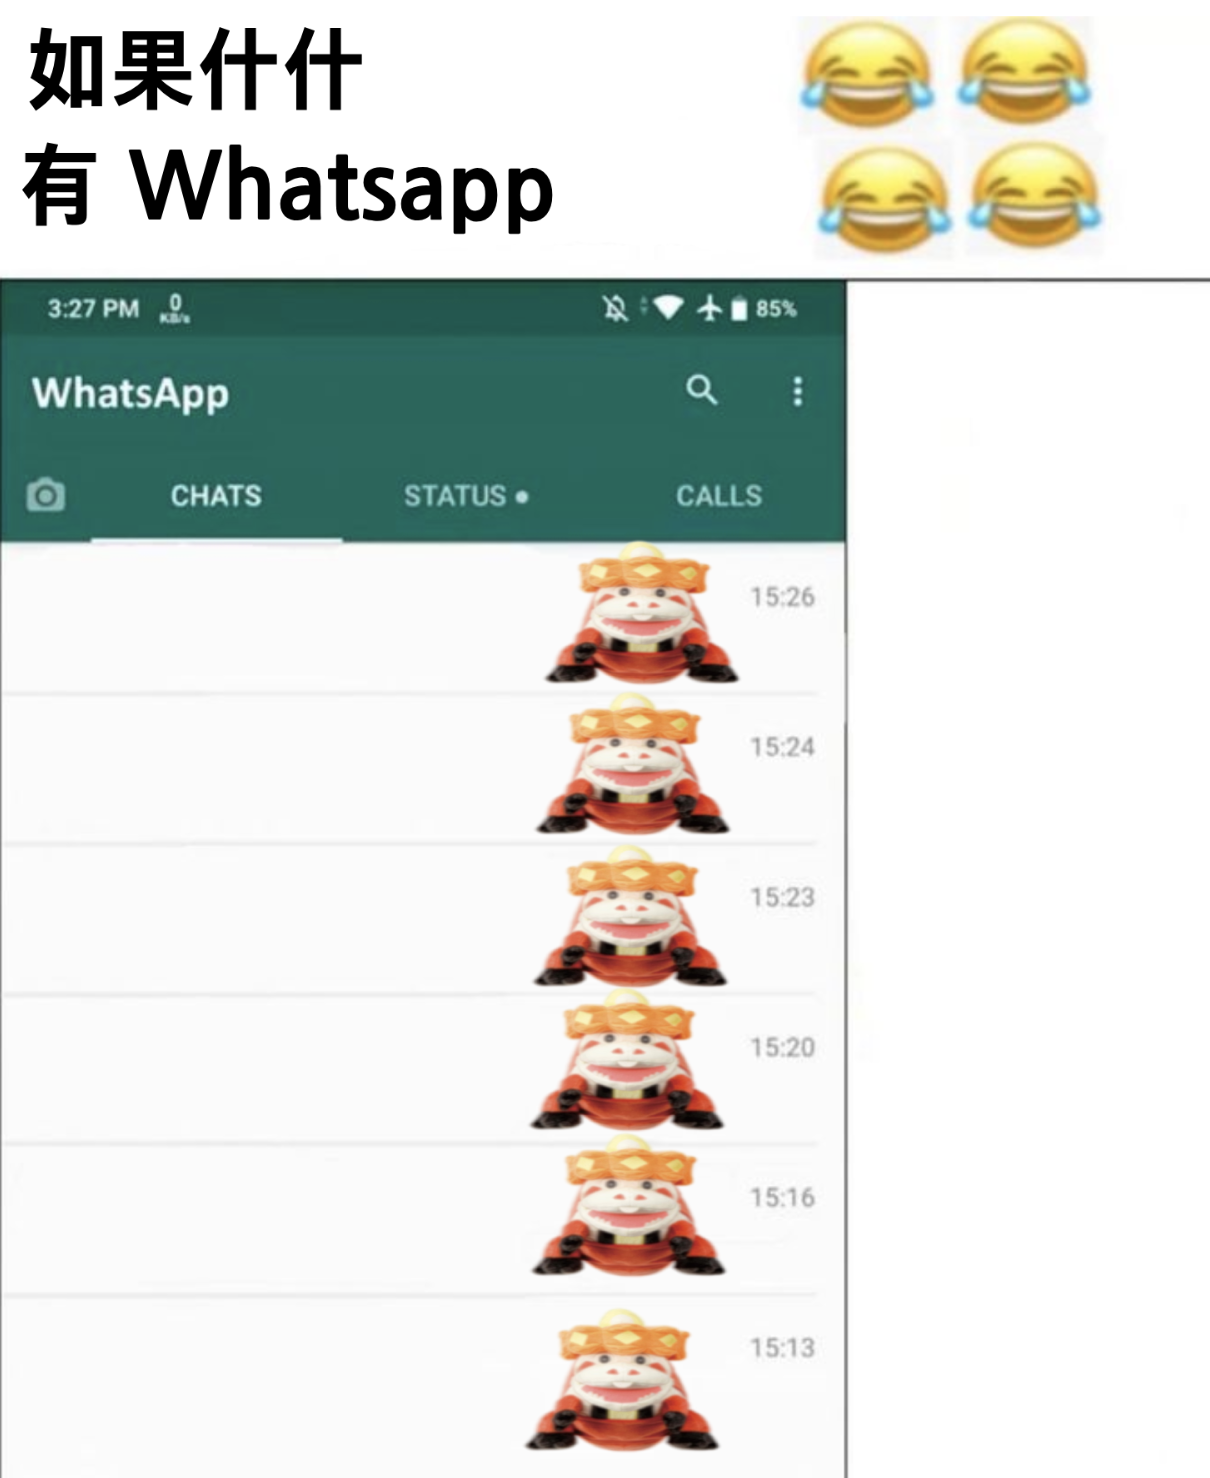 如果什什
有 Whatsapp
3:27 PM 0 KB/s 85%
WhatsApp
CHATS STATUS CALLS
15:26
15:24
15:23
15:20
15:16
15:13